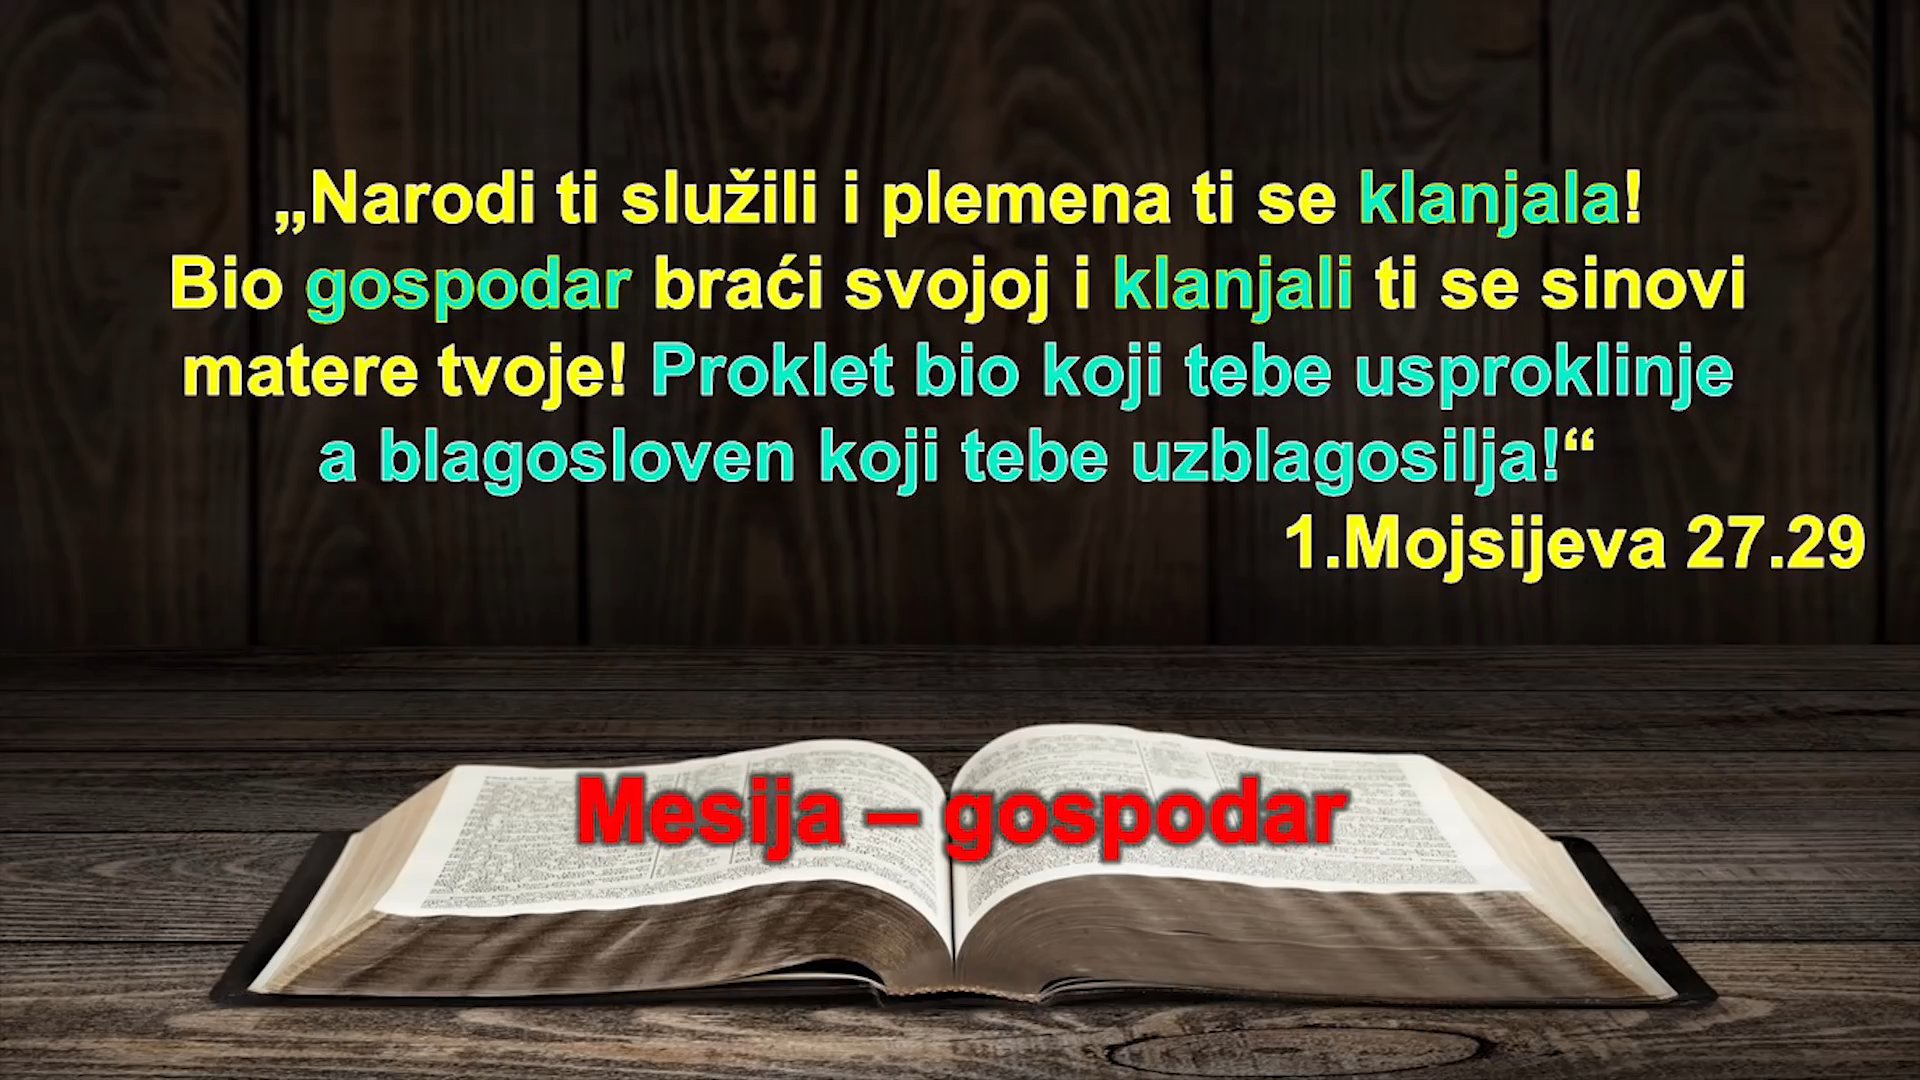 „Narodi ti služili i plemena ti se klanjala!
Bio gospodar braći svojoj i klanjali ti se sinovi
matere tvoje! Proklet bio koji tebe usproklinje
a blagosloven koji tebe uzblagosilja!“
1.Mojsijeva 27.29
Mesija – gospodar